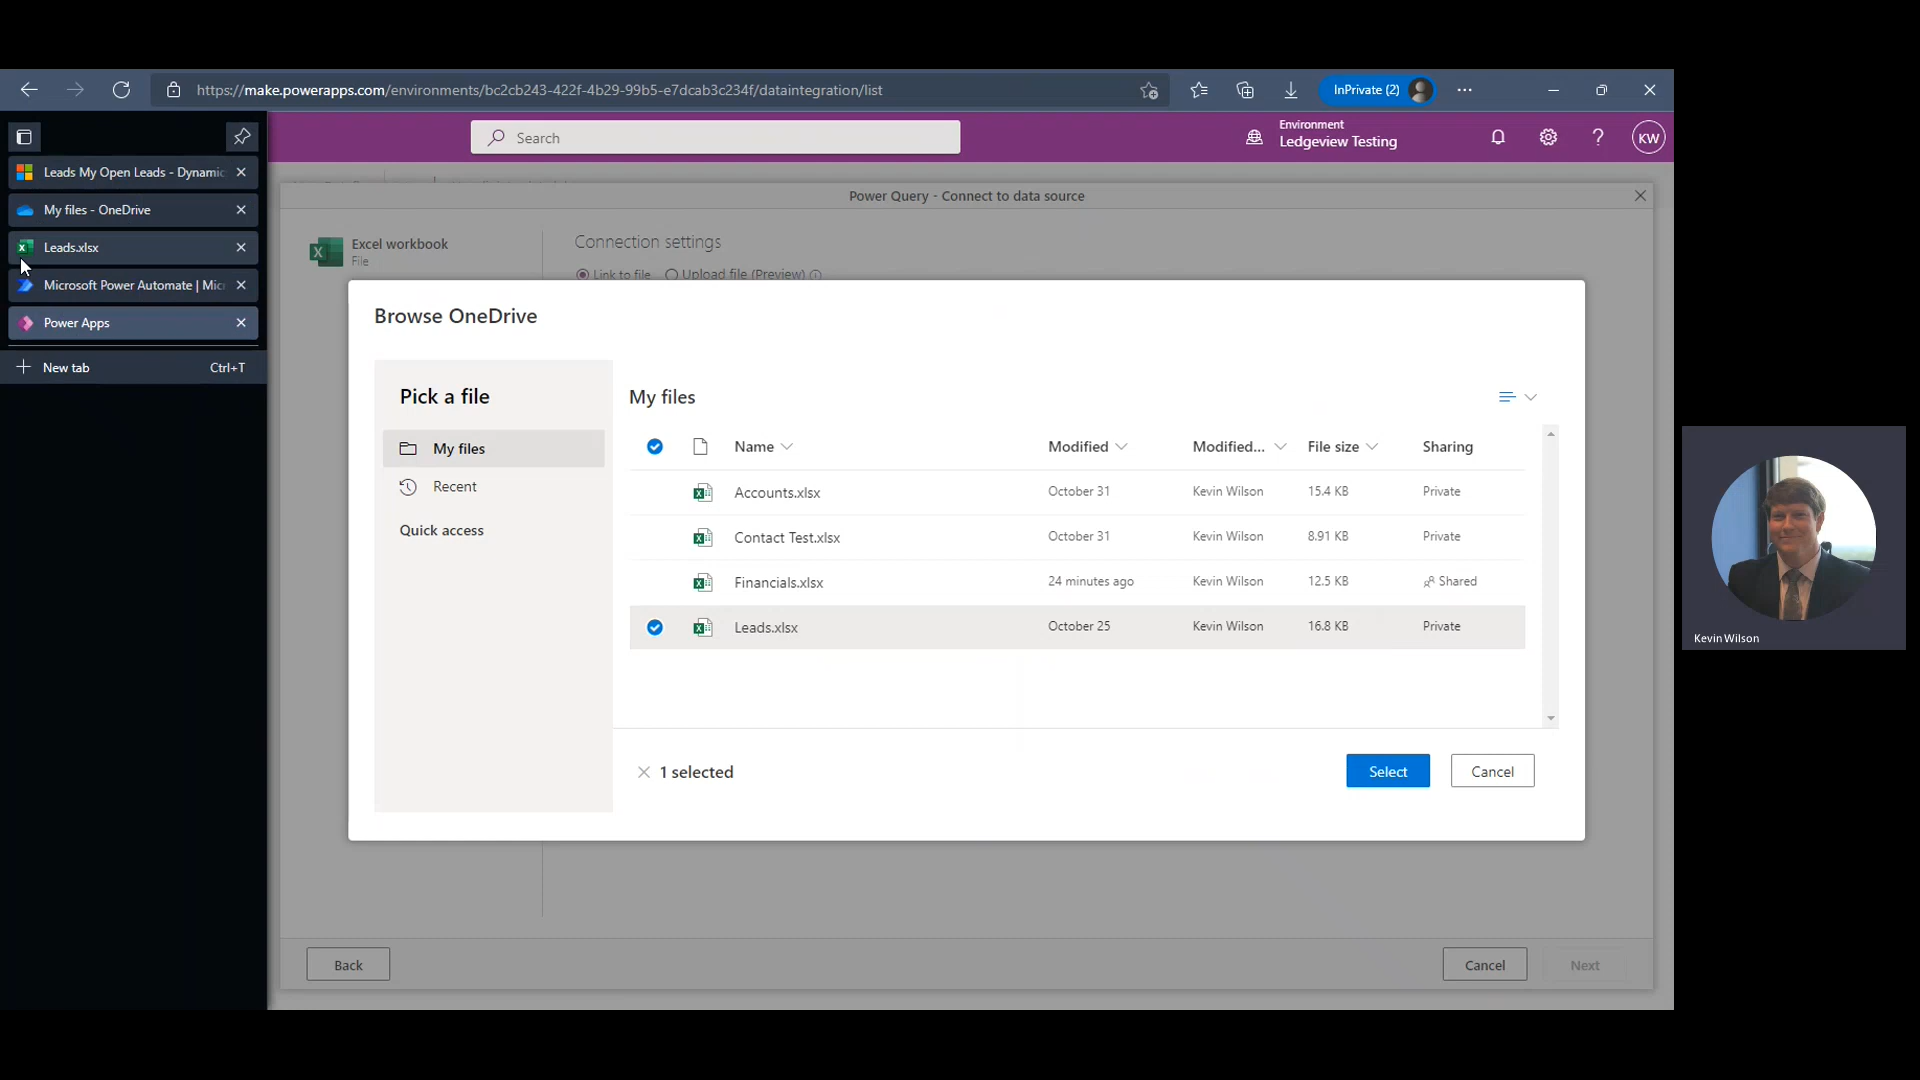 https://make.powerapps.com/environments/bc2cb243-422f-4b29-99b5-e7dcab3c234f/dataintegration/list
InPrivate (2)
Search
Environment
Ledgeview Testing
KW
Leads My Open Leads - Dynamic
My files - OneDrive
Leads.xlsx
Microsoft Power Automate | Mic
Power Apps
New tab Ctrl+T
Power Query - Connect to data source
Excel workbook
File
Connection settings
Link to file Upload file (Preview)
Browse OneDrive
Pick a file
My files
Recent
Quick access
My files
Name Modified Modified... File size Sharing
Accounts.xlsx October 31 Kevin Wilson 15.4 KB Private
Contact Test.xlsx October 31 Kevin Wilson 8.91 KB Private
Financials.xlsx 24 minutes ago Kevin Wilson 12.5 KB Shared
Leads.xlsx October 25 Kevin Wilson 16.8 KB Private
1 selected
Select Cancel
Back Cancel Next
Kevin Wilson